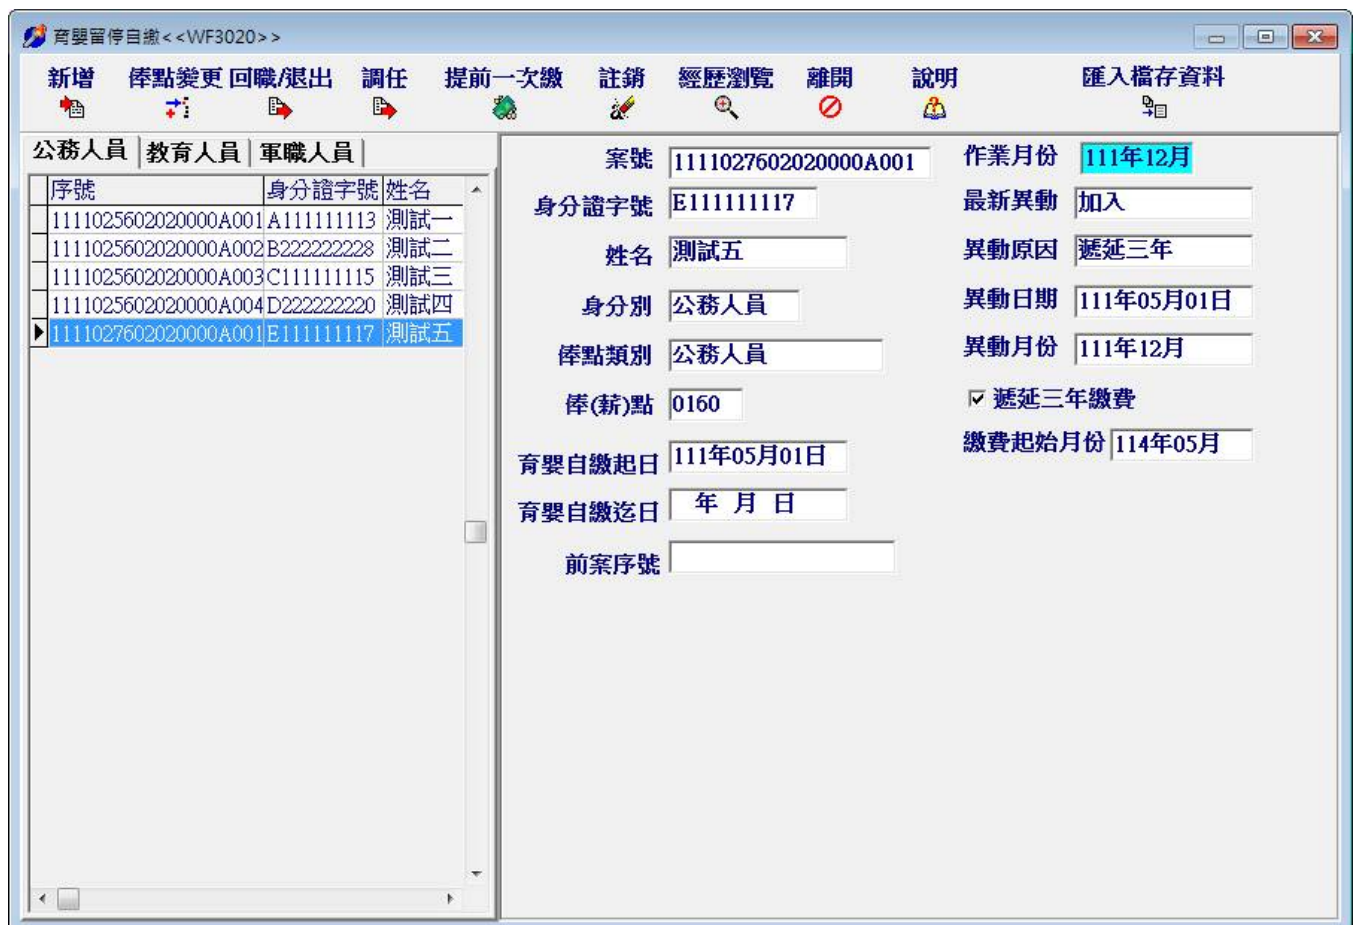 育嬰留停自繳<<WF3020>>
新增 俸點變更 回職/退出 調任 提前一次繳 註銷 經歷瀏覽 離開 說明 匯入檔存資料
公務人員 教育人員 軍職人員
序號 身分證字號 姓名
1111025602020000A001 A111111113 測試一
1111025602020000A002 B222222228 測試二
1111025602020000A003 C111111115 測試三
1111025602020000A004 D222222220 測試四
1111027602020000A001 E111111117 測試五
案號 1111027602020000A001
作業月份 111年12月
身分證字號 E111111117
最新異動 加入
姓名 測試五
異動原因 遞延三年
身分別 公務人員
異動日期 111年05月01日
俸點類別 公務人員
異動月份 111年12月
俸(薪)點 0160
遞延三年繳費
育嬰自繳起日 111年05月01日
繳費起始月份 114年05月
育嬰自繳迄日 年 月 日
前案序號